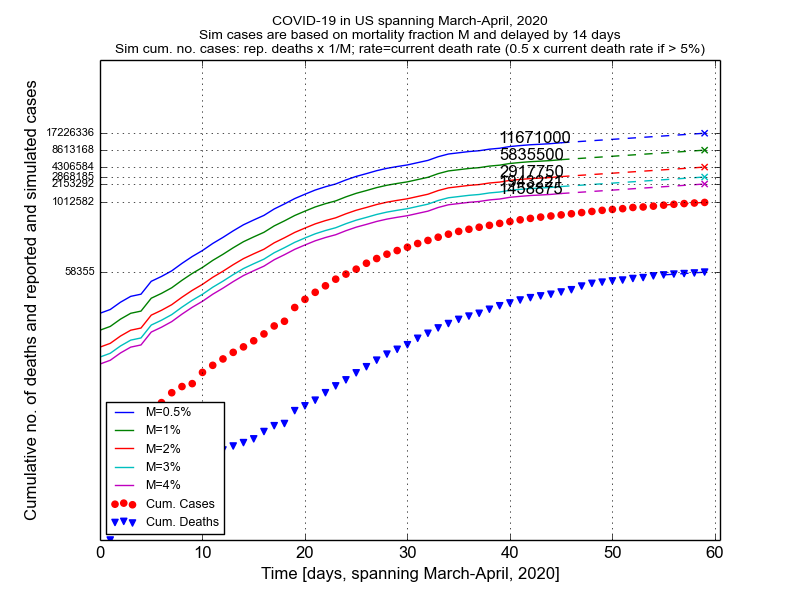 COVID-19 in US spanning March-April, 2020
Sim cases are based on mortality fraction M and delayed by 14 days
Sim cum. no. cases: rep. deaths x 1/M; rate=current death rate (0.5 x current death rate if > 5%)
Cumulative no. of deaths and reported and simulated cases
17226336
8613168
4306584
2868185
2153292
1012582
58355
11671000
5835500
2917750
1943221
1458875
M=0.5%
M=1%
M=2%
M=3%
M=4%
Cum. Cases
Cum. Deaths
0 10 20 30 40 50 60
Time [days, spanning March-April, 2020]